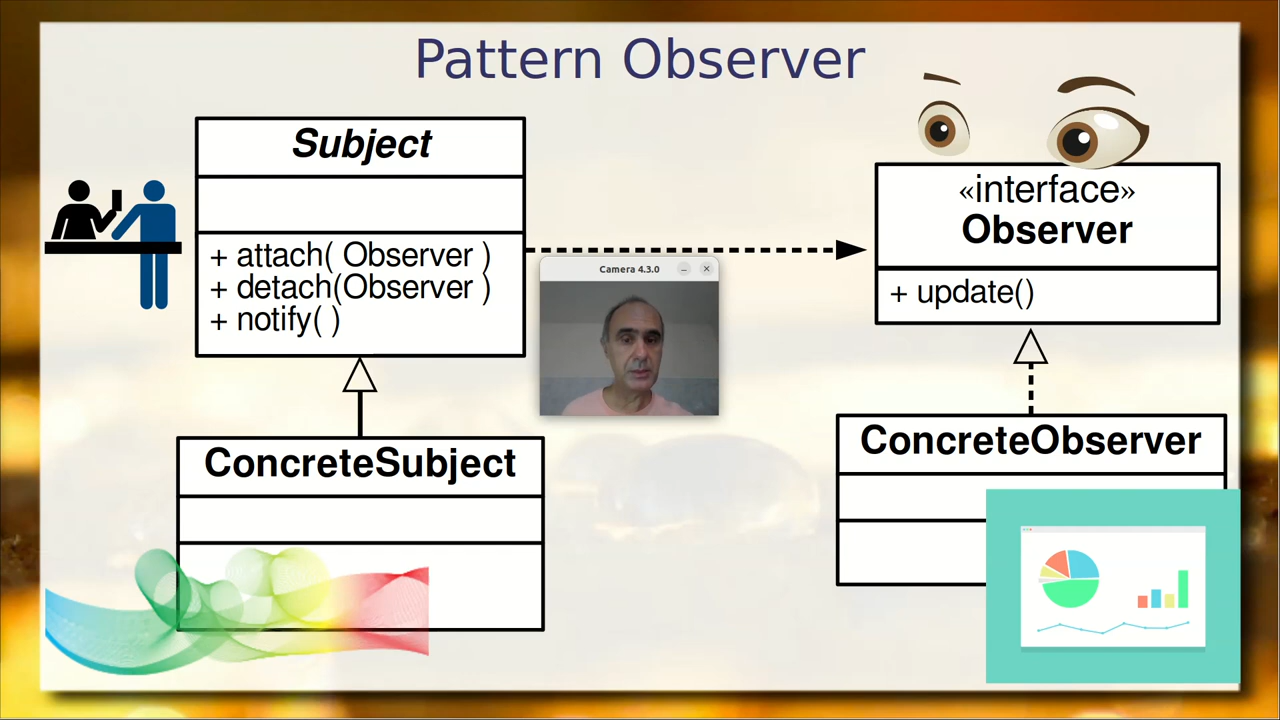 Pattern Observer
Subject
+ attach( Observer )
+ detach(Observer )
+ notify( )
«interface»
Observer
+ update()
Camera 4.3.0
ConcreteSubject
ConcreteObserver